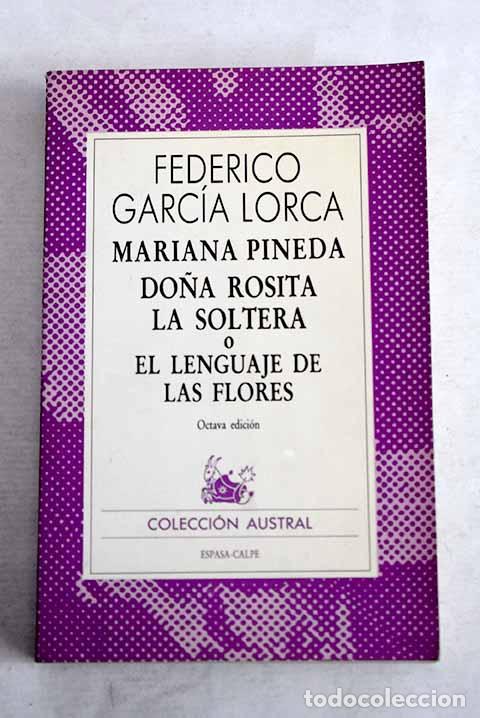 FEDERICO
GARCÍA LORCA
MARIANA PINEDA
DOÑA ROSITA
LA SOLTERA
o
EL LENGUAJE DE
LAS FLORES
Octava edición
COLECCIÓN AUSTRAL
ESPASA-CALPE
todocoleccion